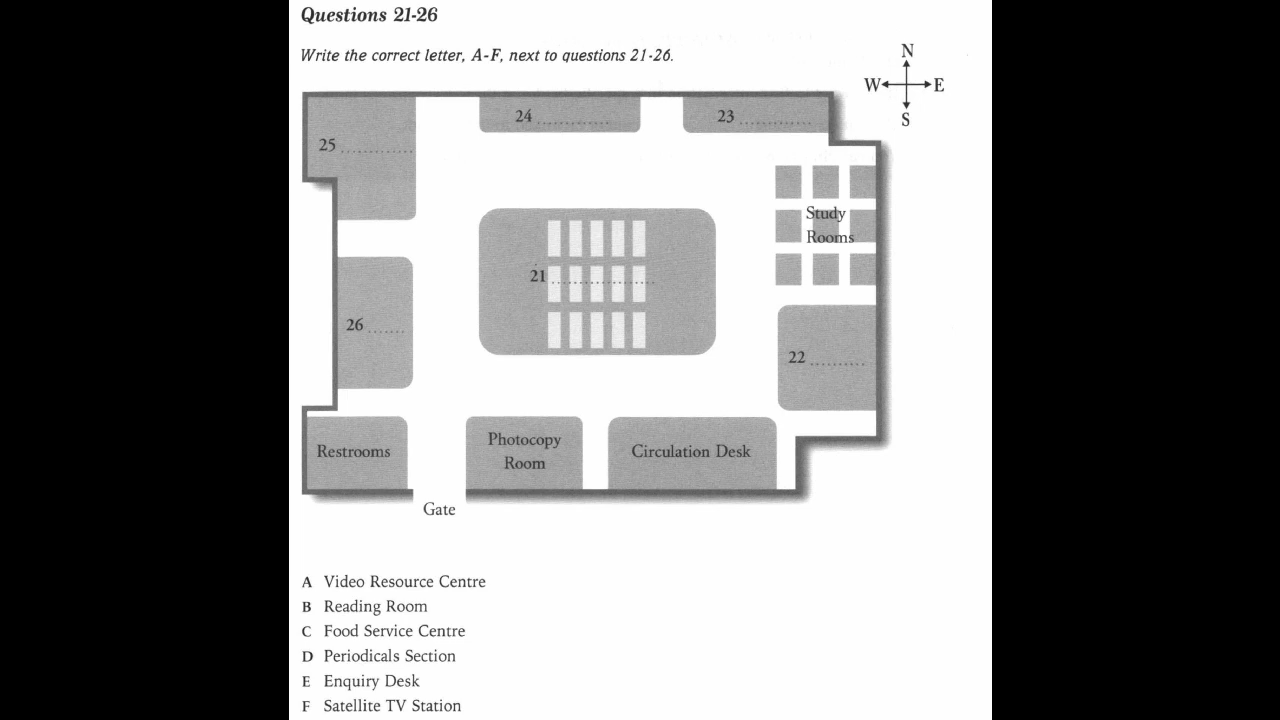 Questions 21-26
Write the correct letter, A-F, next to questions 21-26.
N
W E
S
24 ............
23 ............
25 ............
Study
Rooms
21 .................
26 ......
22 .........
Restrooms
Photocopy
Room
Circulation Desk
Gate
A Video Resource Centre
B Reading Room
C Food Service Centre
D Periodicals Section
E Enquiry Desk
F Satellite TV Station